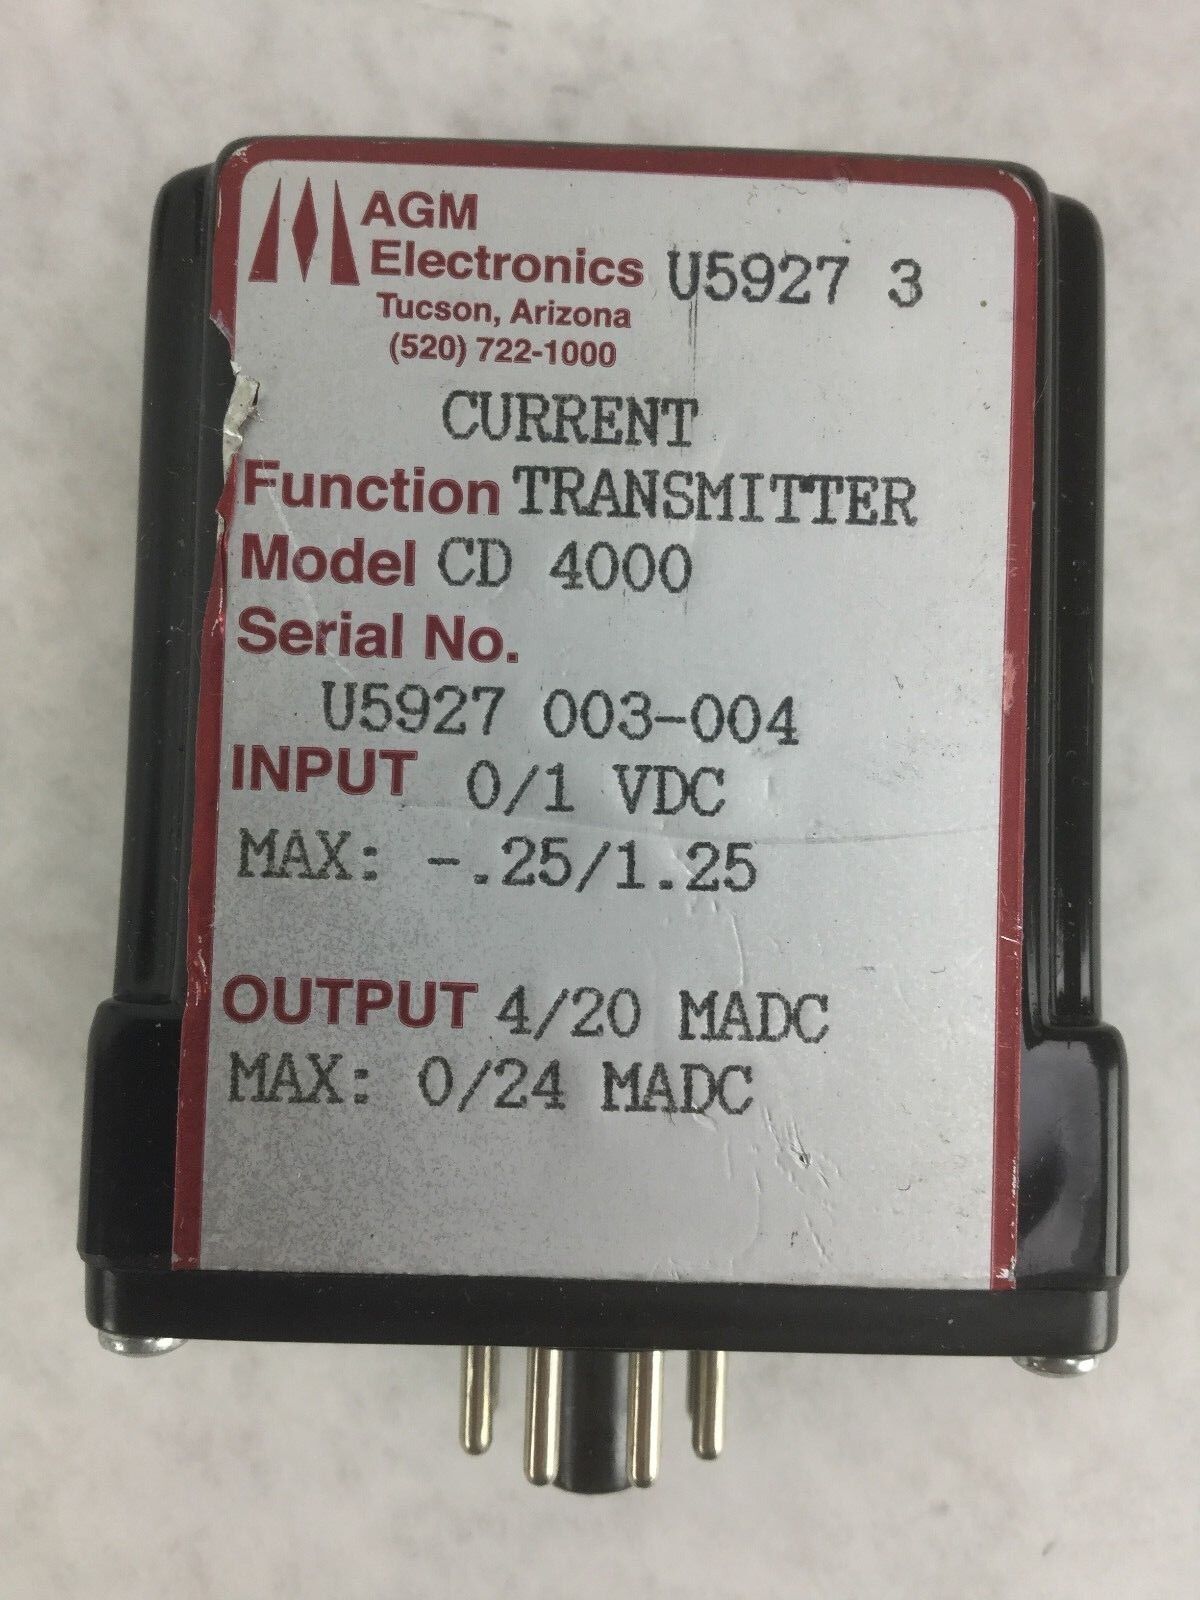 AGM
Electronics U5927 3
Tucson, Arizona
(520) 722-1000
CURRENT
Function TRANSMITTER
Model CD 4000
Serial No.
U5927 003-004
INPUT 0/1 VDC
MAX: -.25/1.25
OUTPUT 4/20 MADC
MAX: 0/24 MADC